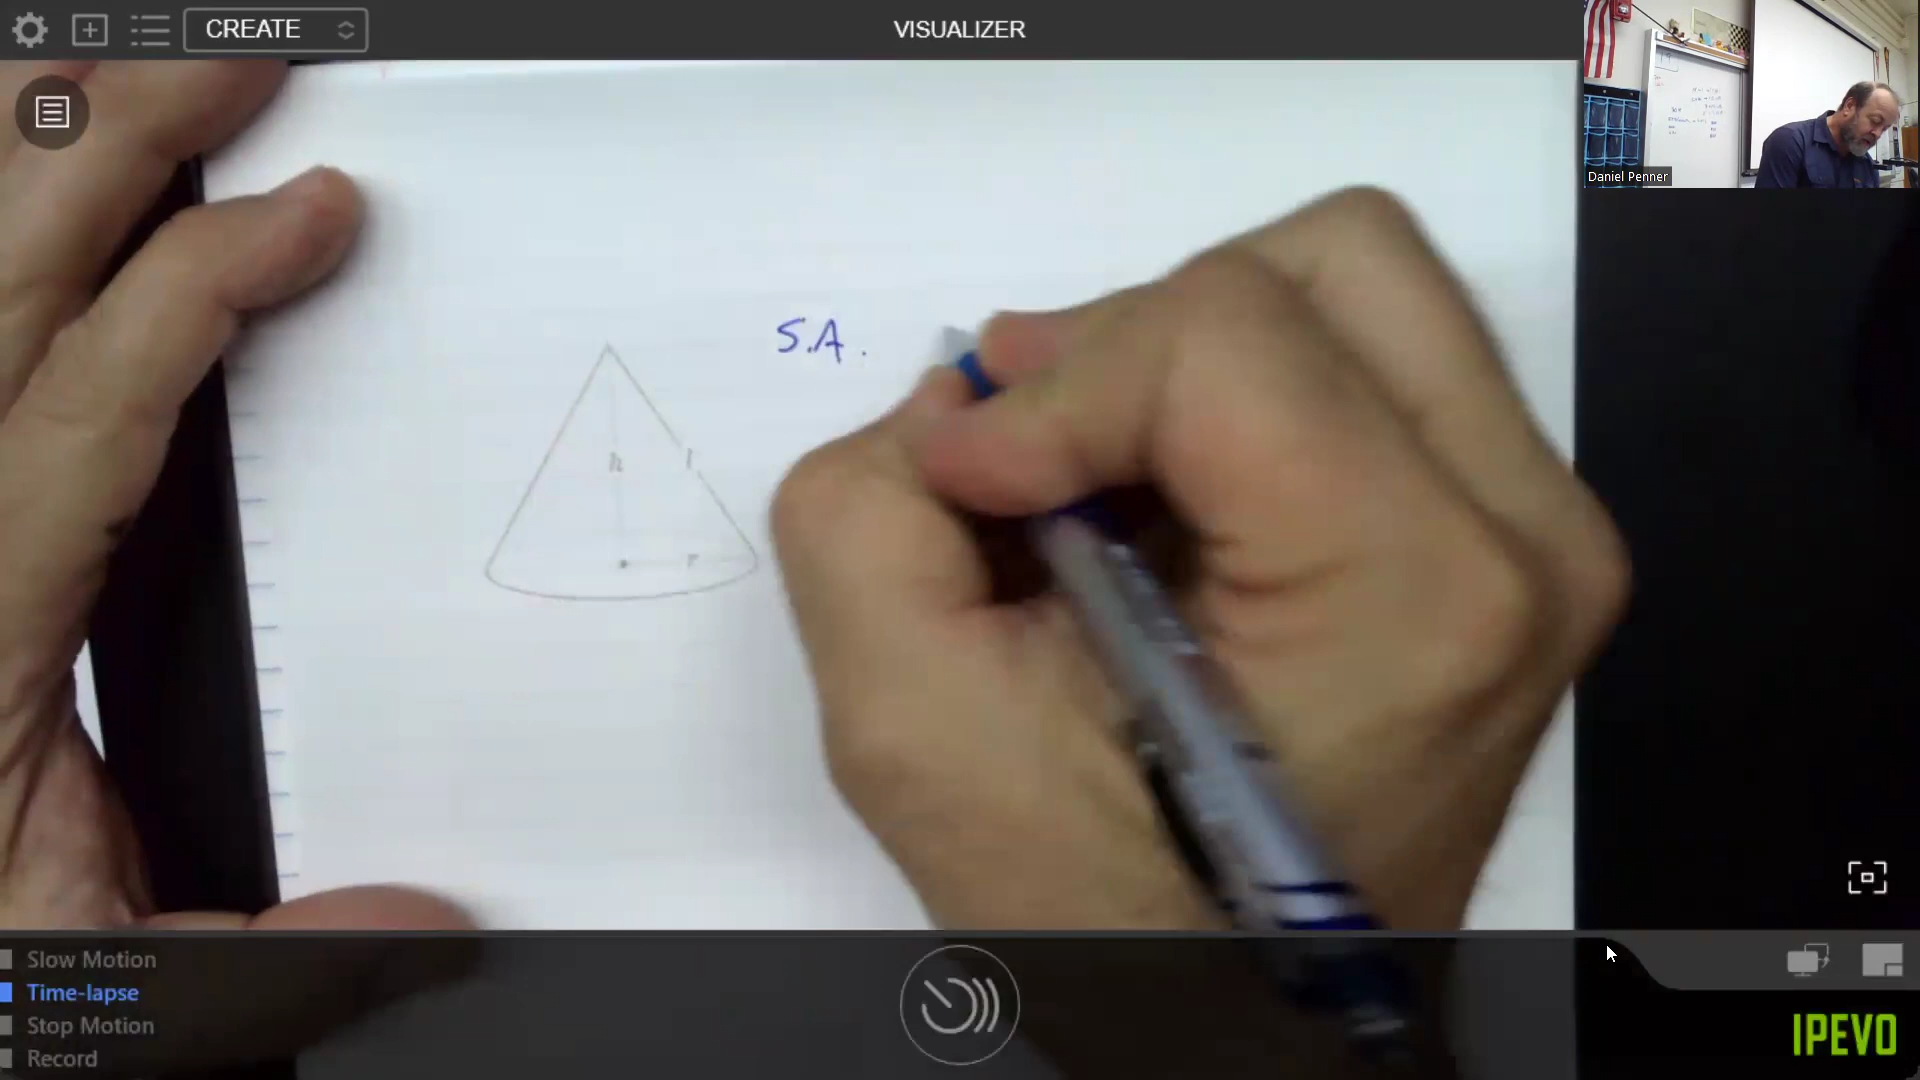 CREATE
VISUALIZER
Daniel Penner
S.A.
h
l
r
Slow Motion
Time-lapse
Stop Motion
Record
IPEVO